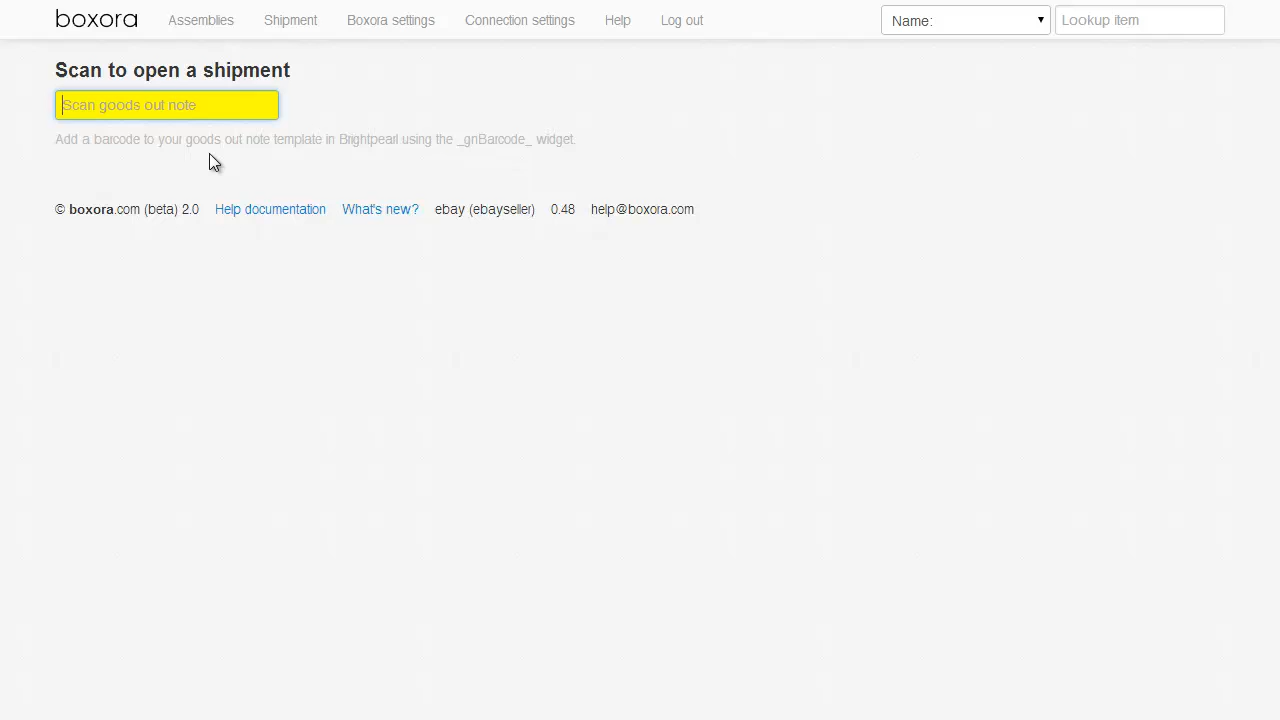 boxora Assemblies Shipment Boxora settings Connection settings Help Log out Name: Lookup item
Scan to open a shipment
Scan goods out note
Add a barcode to your goods out note template in Brightpearl using the _gnBarcode_ widget.
© boxora.com (beta) 2.0 Help documentation What's new? ebay (ebayseller) 0.48 help@boxora.com